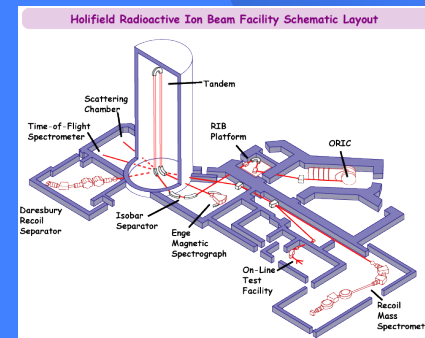 Holifield Radioactive Ion Beam Facility Schematic Layout
Tandem
Scattering
Chamber
Time-of-Flight
Spectrometer
RIB
Platform
ORIC
Daresbury
Recoil
Separator
Isobar
Separator
Enge
Magnetic
Spectrograph
On-Line
Test
Facility
Recoil
Mass
Spectromet